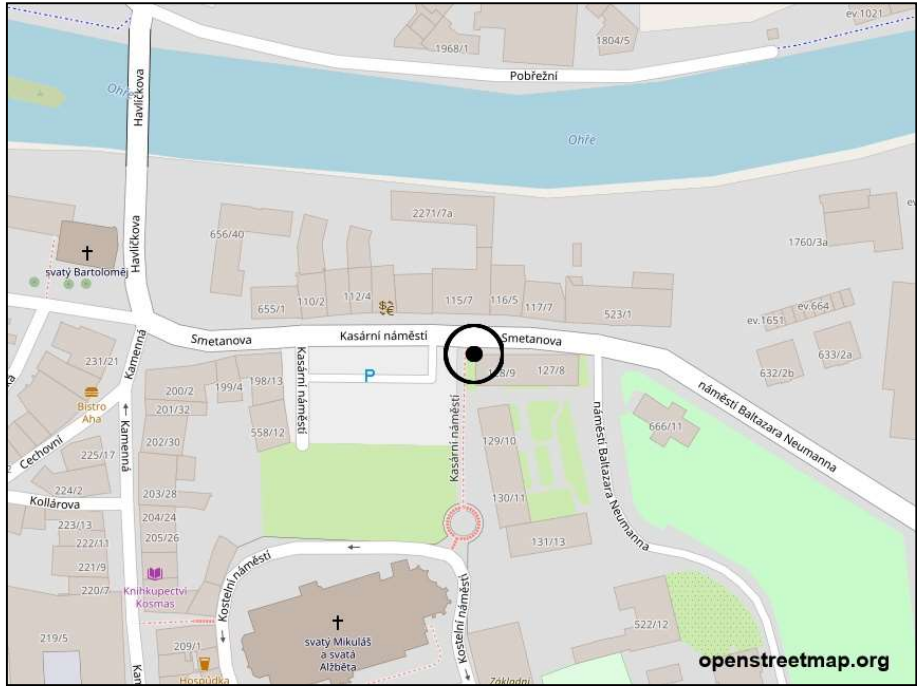 ev.1021
1968/1
1804/5
Pobřežní
Havlíčkova
Ohře
Ohře
2271/7a
656/40
1760/3a
Havlíčkova
svatý Bartoloměj
655/1
110/2
112/4
115/7
116/5
117/7
523/1
ev.1651
ev.664
Smetanova
Kasární náměstí
Smetanova
633/2a
632/2b
Kamenná
231/21
P
127/8
200/2
199/4
198/13
Kasární náměstí
Bistro
Aha
201/32
náměstí Baltazara Neumanna
Kasární náměstí
666/11
558/12
129/10
202/30
Cechovní
225/17
Kamenná
náměstí Baltazara Neumanna
224/2
203/28
130/11
Kollárova
223/13
204/24
222/11
205/26
131/13
221/9
Knihkupectví
Kosmas
220/7
Kostelní náměstí
Kostelní náměstí
svatý Mikuláš
a svatá
Alžběta
522/12
219/5
209/1
Hospůdka
Základní
openstreetmap.org